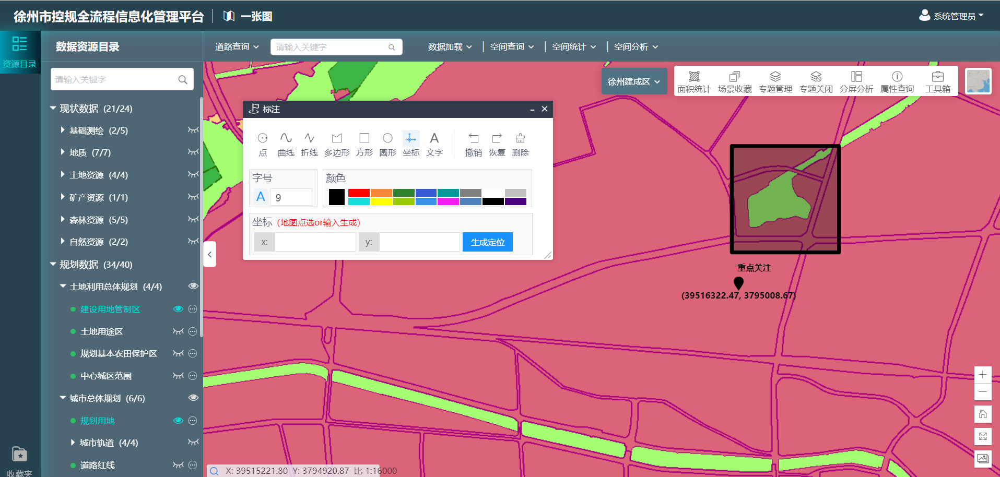 徐州市控规全流程信息化管理平台 一张图 系统管理员
资源目录
收藏夹
数据资源目录
请输入关键字
现状数据 (21/24)
基础测绘 (2/5)
地质 (7/7)
土地资源 (4/4)
矿产资源 (1/1)
森林资源 (5/5)
自然资源 (2/2)
规划数据 (34/40)
土地利用总体规划 (4/4)
建设用地管制区
土地用途区
规划基本农田保护区
中心城区范围
城市总体规划 (6/6)
规划用地
城市轨道 (4/4)
道路红线
道路查询 请输入关键字 数据加载 空间查询 空间统计 空间分析
徐州建成区 面积统计 场景收藏 专题管理 专题关闭 分屏分析 属性查询 工具箱
标注
点 曲线 折线 多边形 方形 圆形 坐标 文字 撤销 恢复 删除
字号
A 9
颜色
坐标 (地图点选or输入生成)
x: y: 生成定位
重点关注
(39516322.47, 3795008.67)
X: 39515221.80 Y: 3794920.87 比 1:16000